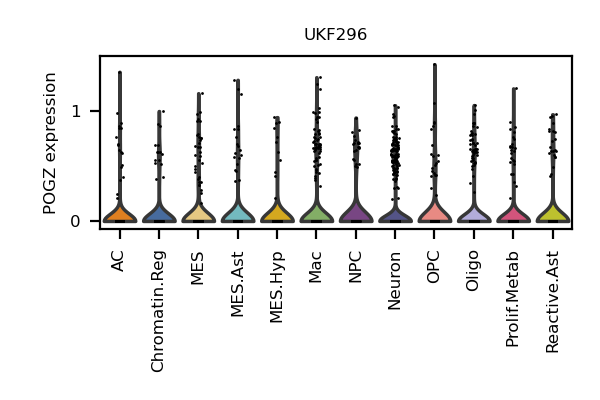 UKF296
POGZ expression
1
0
AC
Chromatin.Reg
MES
MES.Ast
MES.Hyp
Mac
NPC
Neuron
OPC
Oligo
Prolif.Metab
Reactive.Ast